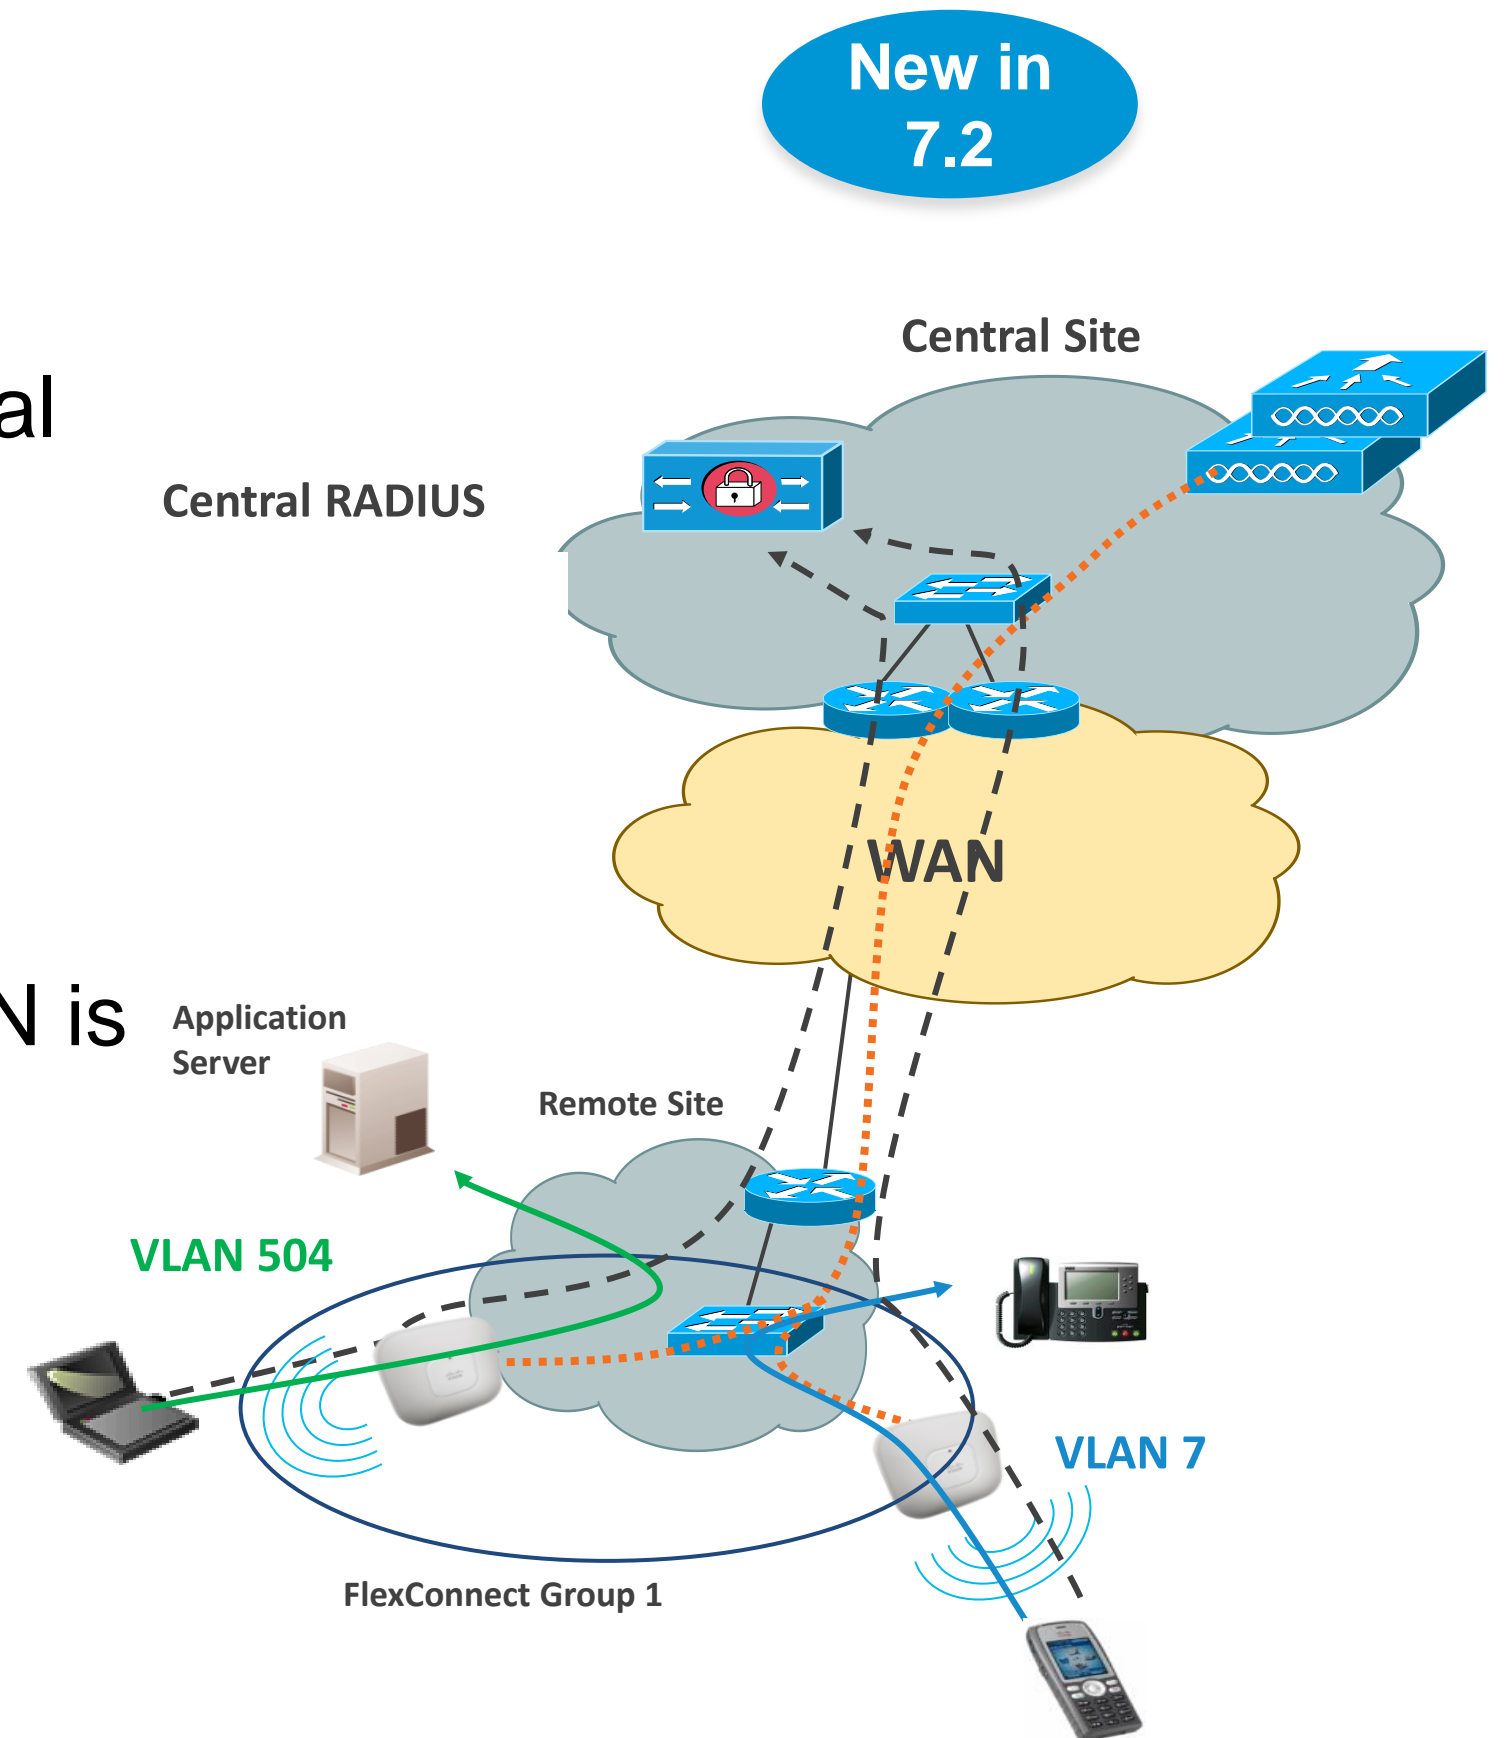 New in
7.2
Central Site
al
Central RADIUS
WAN
N is
Application
Server
Remote Site
VLAN 504
VLAN 7
FlexConnect Group 1